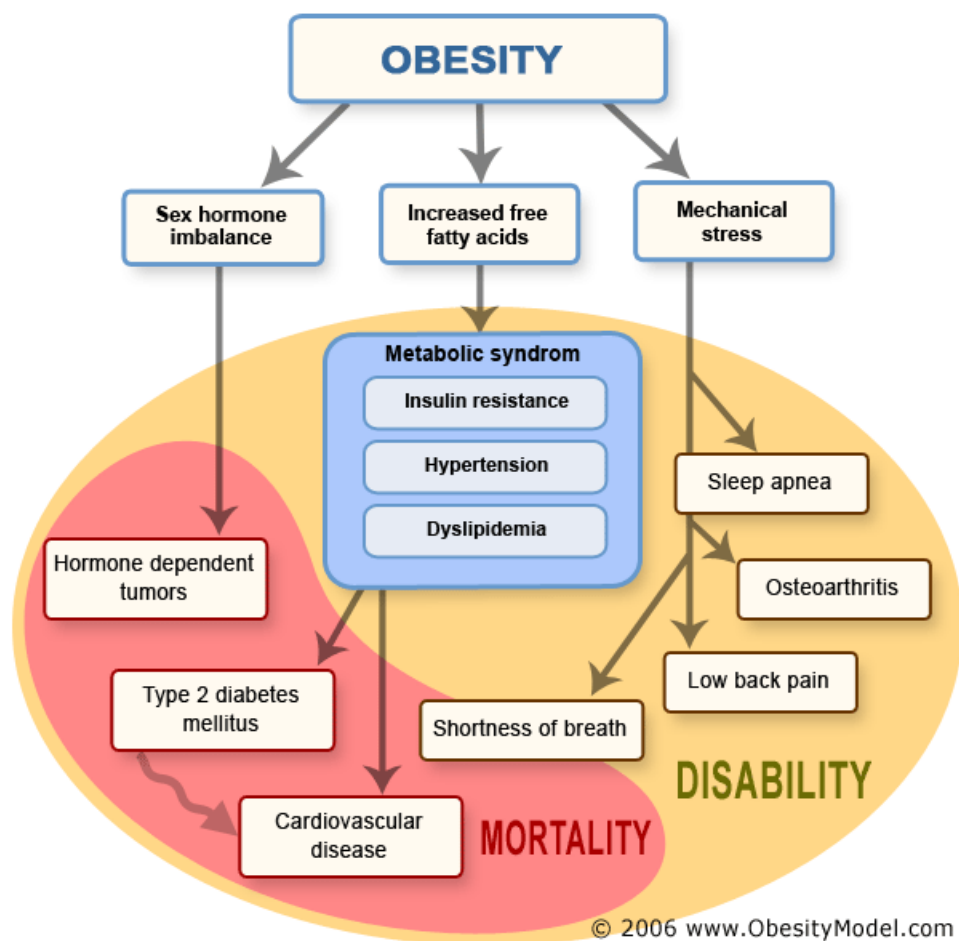 OBESITY
Sex hormone
imbalance
Increased free
fatty acids
Mechanical
stress
Metabolic syndrom
Insulin resistance
Hypertension
Dyslipidemia
Sleep apnea
Hormone dependent
tumors
Osteoarthritis
Type 2 diabetes
mellitus
Low back pain
Shortness of breath
DISABILITY
Cardiovascular
disease
MORTALITY
© 2006 www.ObesityModel.com